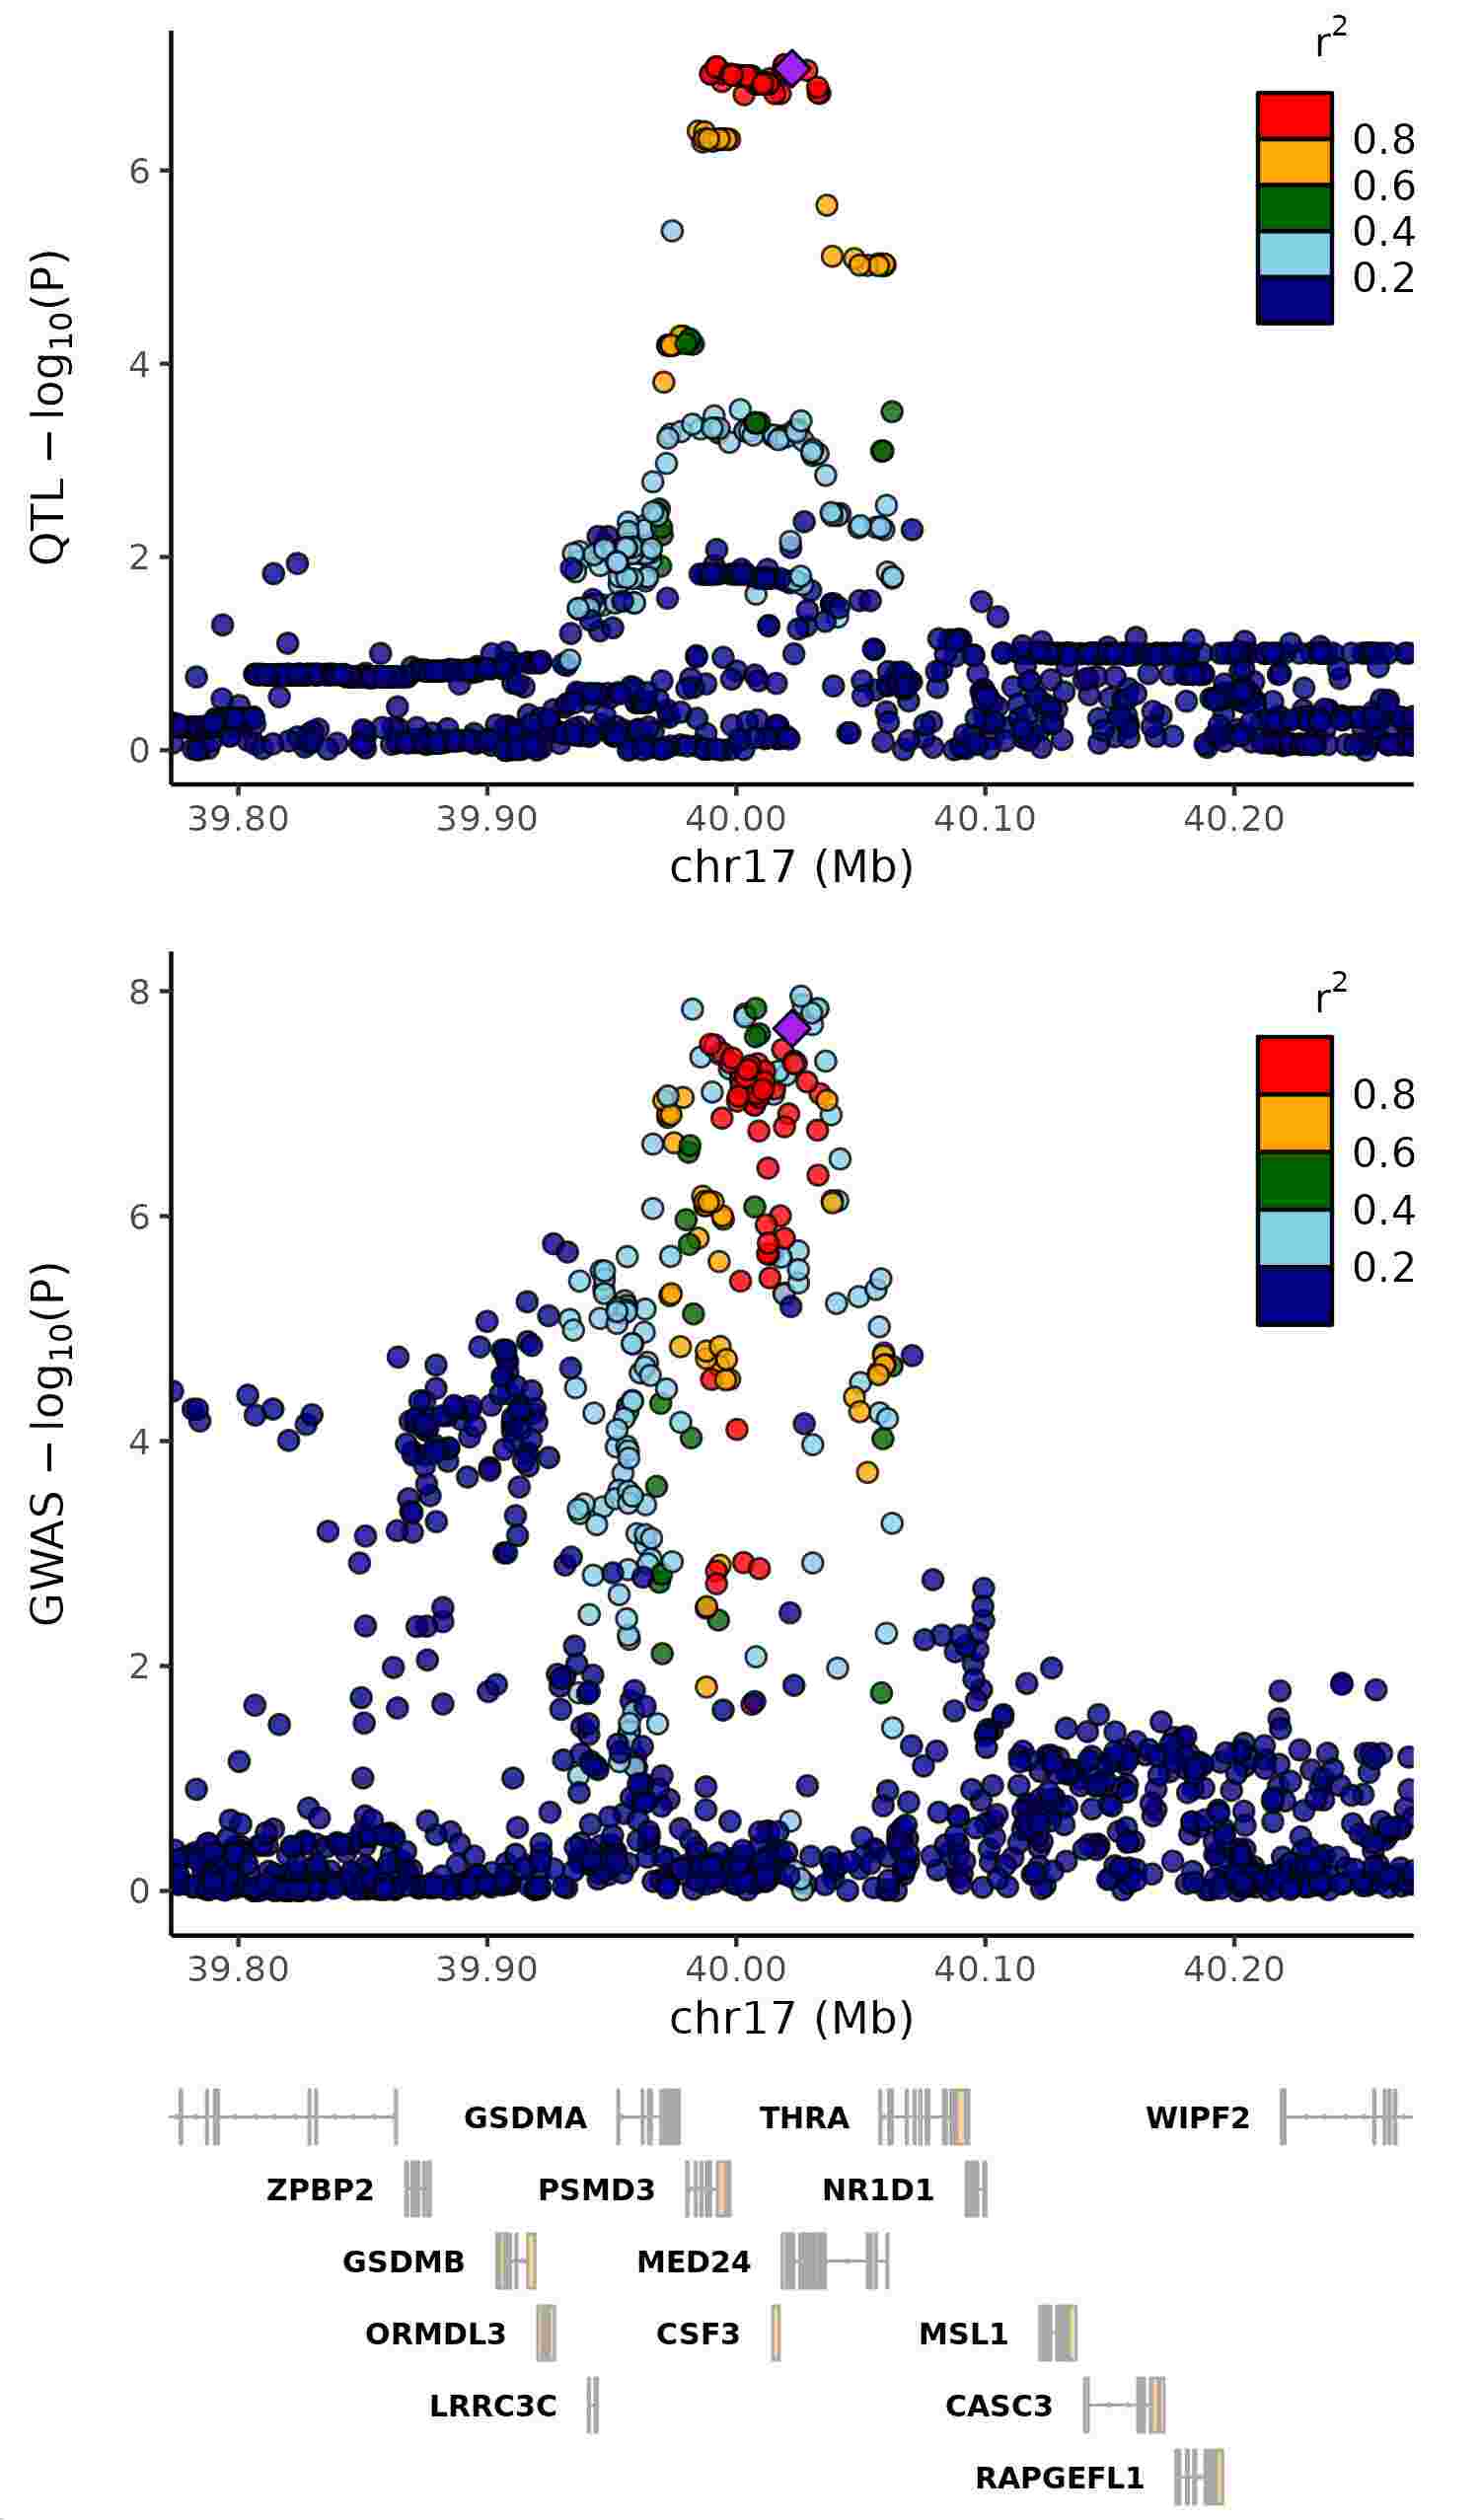 r²
0.8
0.6
0.4
0.2
QTL −log₁₀(P)
6
4
2
0
39.80 39.90 40.00 40.10 40.20
chr17 (Mb)
r²
0.8
0.6
0.4
0.2
GWAS −log₁₀(P)
8
6
4
2
0
39.80 39.90 40.00 40.10 40.20
chr17 (Mb)
GSDMA THRA WIPF2
ZPBP2 PSMD3 NR1D1
GSDMB MED24
ORMDL3 CSF3 MSL1
LRRC3C CASC3
RAPGEFL1